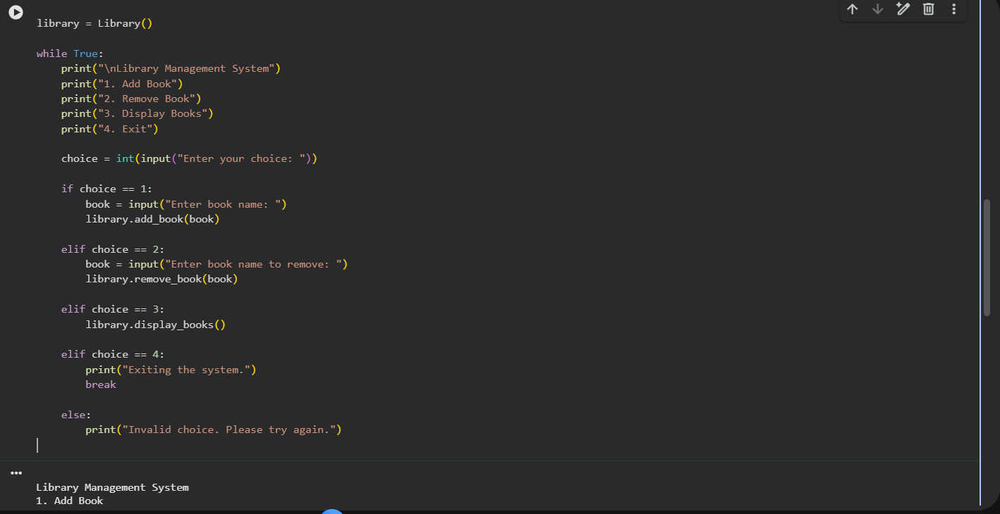 library = Library()
while True:
    print("\nLibrary Management System")
    print("1. Add Book")
    print("2. Remove Book")
    print("3. Display Books")
    print("4. Exit")
    choice = int(input("Enter your choice: "))
    if choice == 1:
        book = input("Enter book name: ")
        library.add_book(book)
    elif choice == 2:
        book = input("Enter book name to remove: ")
        library.remove_book(book)
    elif choice == 3:
        library.display_books()
    elif choice == 4:
        print("Exiting the system.")
        break
    else:
        print("Invalid choice. Please try again.")
Library Management System
1. Add Book